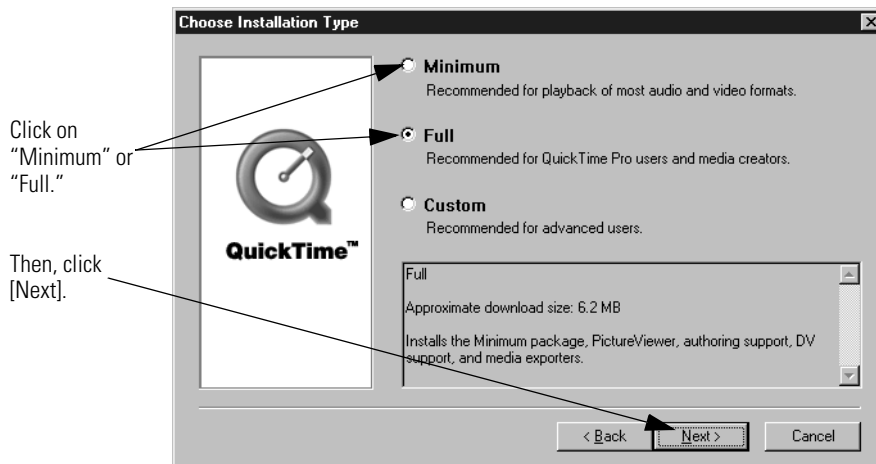 Choose Installation Type
Click on
“Minimum” or
“Full.”
Then, click
[Next].
QuickTime™
Minimum
Recommended for playback of most audio and video formats.
Full
Recommended for QuickTime Pro users and media creators.
Custom
Recommended for advanced users.
Full
Approximate download size: 6.2 MB
Installs the Minimum package, PictureViewer, authoring support, DV
support, and media exporters.
< Back
Next >
Cancel